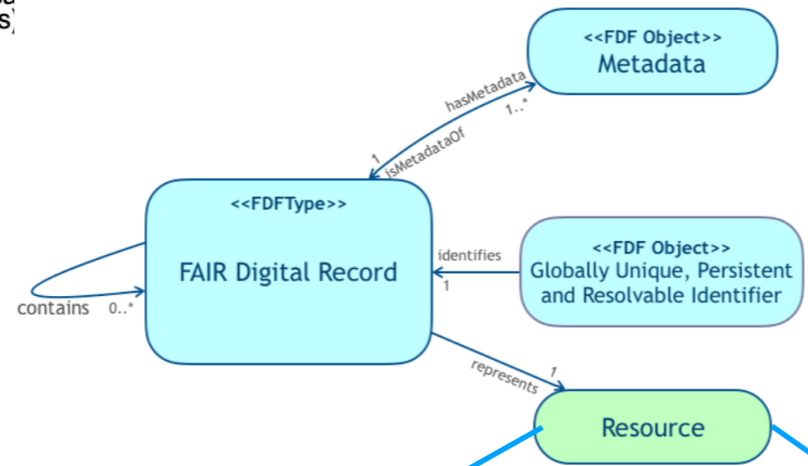 s)
<<FDF Object>>
Metadata
hasMetadata
1..*
1
isMetadataOf
<<FDFType>>
FAIR Digital Record
contains
0..*
identifies
1
<<FDF Object>>
Globally Unique, Persistent
and Resolvable Identifier
represents
1
Resource